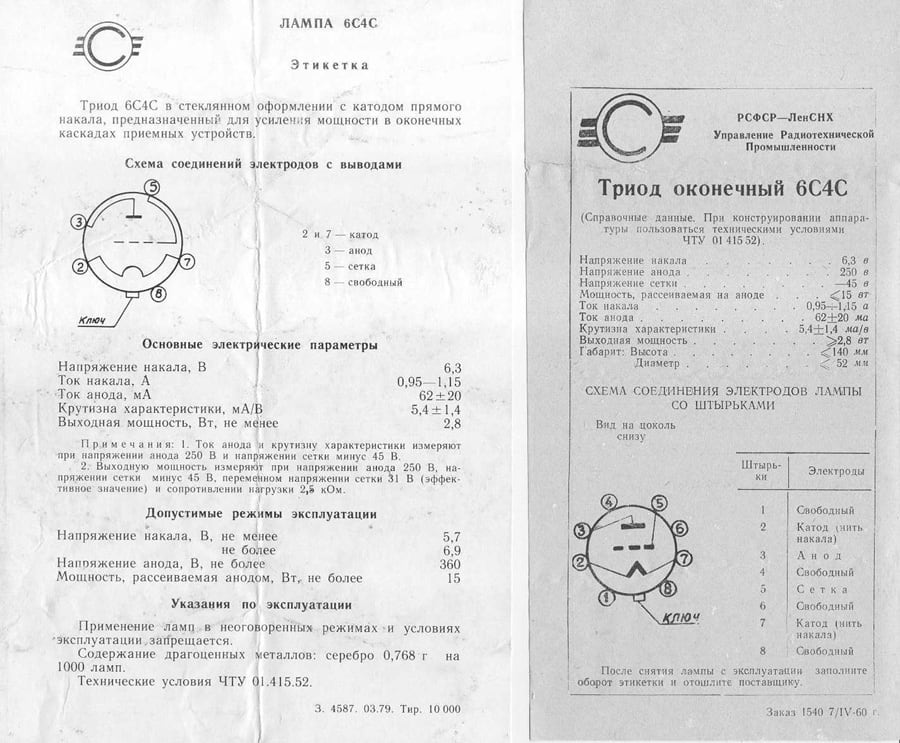 ЛАМПА 6С4С
Этикетка
Триод 6С4С в стеклянном оформлении с катодом прямого
накала, предназначенный для усиления мощности в оконечных
каскадах приемных устройств.
Схема соединений электродов с выводами
5
3
2
7
8
КЛЮЧ
2 и 7 — катод
3 — анод
5 — сетка
8 — свободный
Основные электрические параметры
Напряжение накала, В 6,3
Ток накала, А 0,95—1,15
Ток анода, мА 62±20
Крутизна характеристики, мА/В 5,4±1,4
Выходная мощность, Вт, не менее 2,8
Примечания: 1. Ток анода и крутизну характеристики измеряют
при напряжении анода 250 В и напряжении сетки минус 45 В.
2. Выходную мощность измеряют при напряжении анода 250 В, на-
пряжении сетки минус 45 В, переменном напряжении сетки 31 В (эффек-
тивное значение) и сопротивлении нагрузки 2,5 кОм.
Допустимые режимы эксплуатации
Напряжение накала, В, не менее 5,7
не более 6,9
Напряжение анода, В, не более 360
Мощность, рассеиваемая анодом, Вт, не более 15
Указания по эксплуатации
Применение ламп в неоговоренных режимах и условиях
эксплуатации запрещается.
Содержание драгоценных металлов: серебро 0,768 г на
1000 ламп.
Технические условия ЧТУ 01.415.52.
З. 4587. 03.79. Тир. 10 000
РСФСР—ЛенСНХ
Управление Радиотехнической
Промышленности
Триод оконечный 6С4С
(Справочные данные. При конструировании аппара-
туры пользоваться техническими условиями
ЧТУ 01 415 52).
Напряжение накала . . . . . . . 6,3 в
Напряжение анода . . . . . . . 250 в
Напряжение сетки . . . . . . . —45 в
Мощность, рассеиваемая на аноде . . ⩽15 вт
Ток накала . . . . . . . 0,95÷1,15 а
Ток анода . . . . . . . 62±20 ма
Крутизна характеристики . . . . . 5,4±1,4 ма/в
Выходная мощность . . . . . . ⩾2,8 вт
Габарит: Высота . . . . . . . ⩽140 мм
Диаметр . . . . . . . ⩽ 52 мм
СХЕМА СОЕДИНЕНИЯ ЭЛЕКТРОДОВ ЛАМПЫ
СО ШТЫРЬКАМИ
Вид на цоколь
снизу
4
5
3
6
2
7
1
8
КЛЮЧ
Штырь-
ки
Электроды
1 Свободный
2 Катод (нить
накала)
3 Анод
4 Свободный
5 Сетка
6 Свободный
7 Катод (нить
накала)
8 Свободный
После снятия лампы с эксплуатации заполните
оборот этикетки и отошлите поставщику.
Заказ 1540 7/IV-60 г.